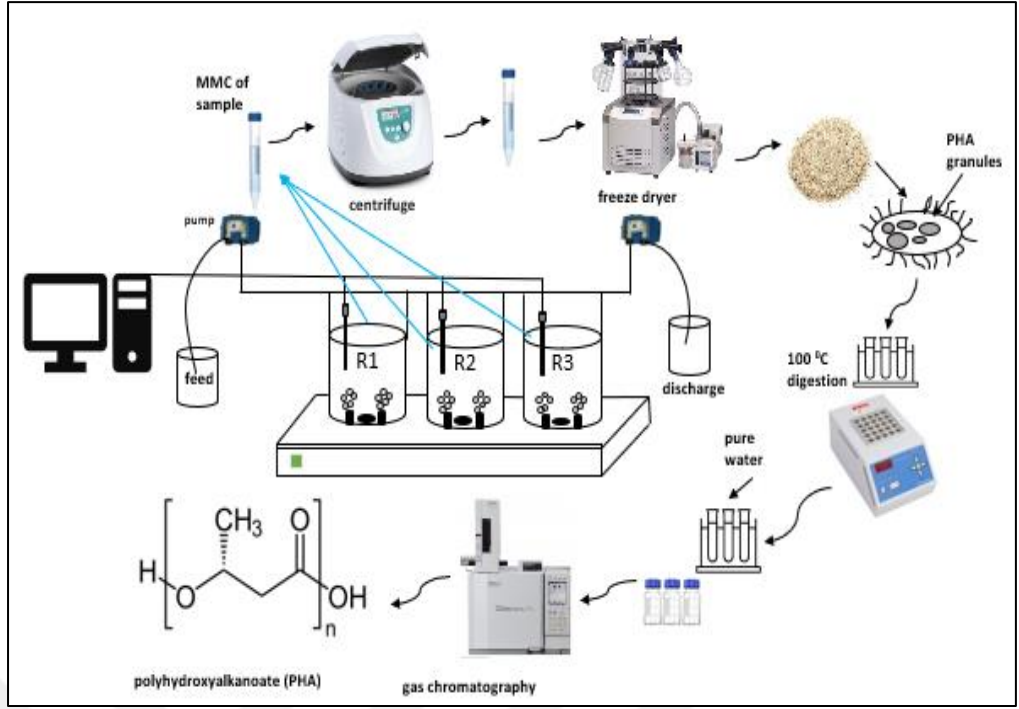 MMC of
sample
centrifuge
freeze dryer
PHA
granules
pump
feed
R1
R2
R3
discharge
100 ⁰C
digestion
pure
water
CH₃
O
H
O
OH
n
polyhydroxyalkanoate (PHA)
gas chromatography